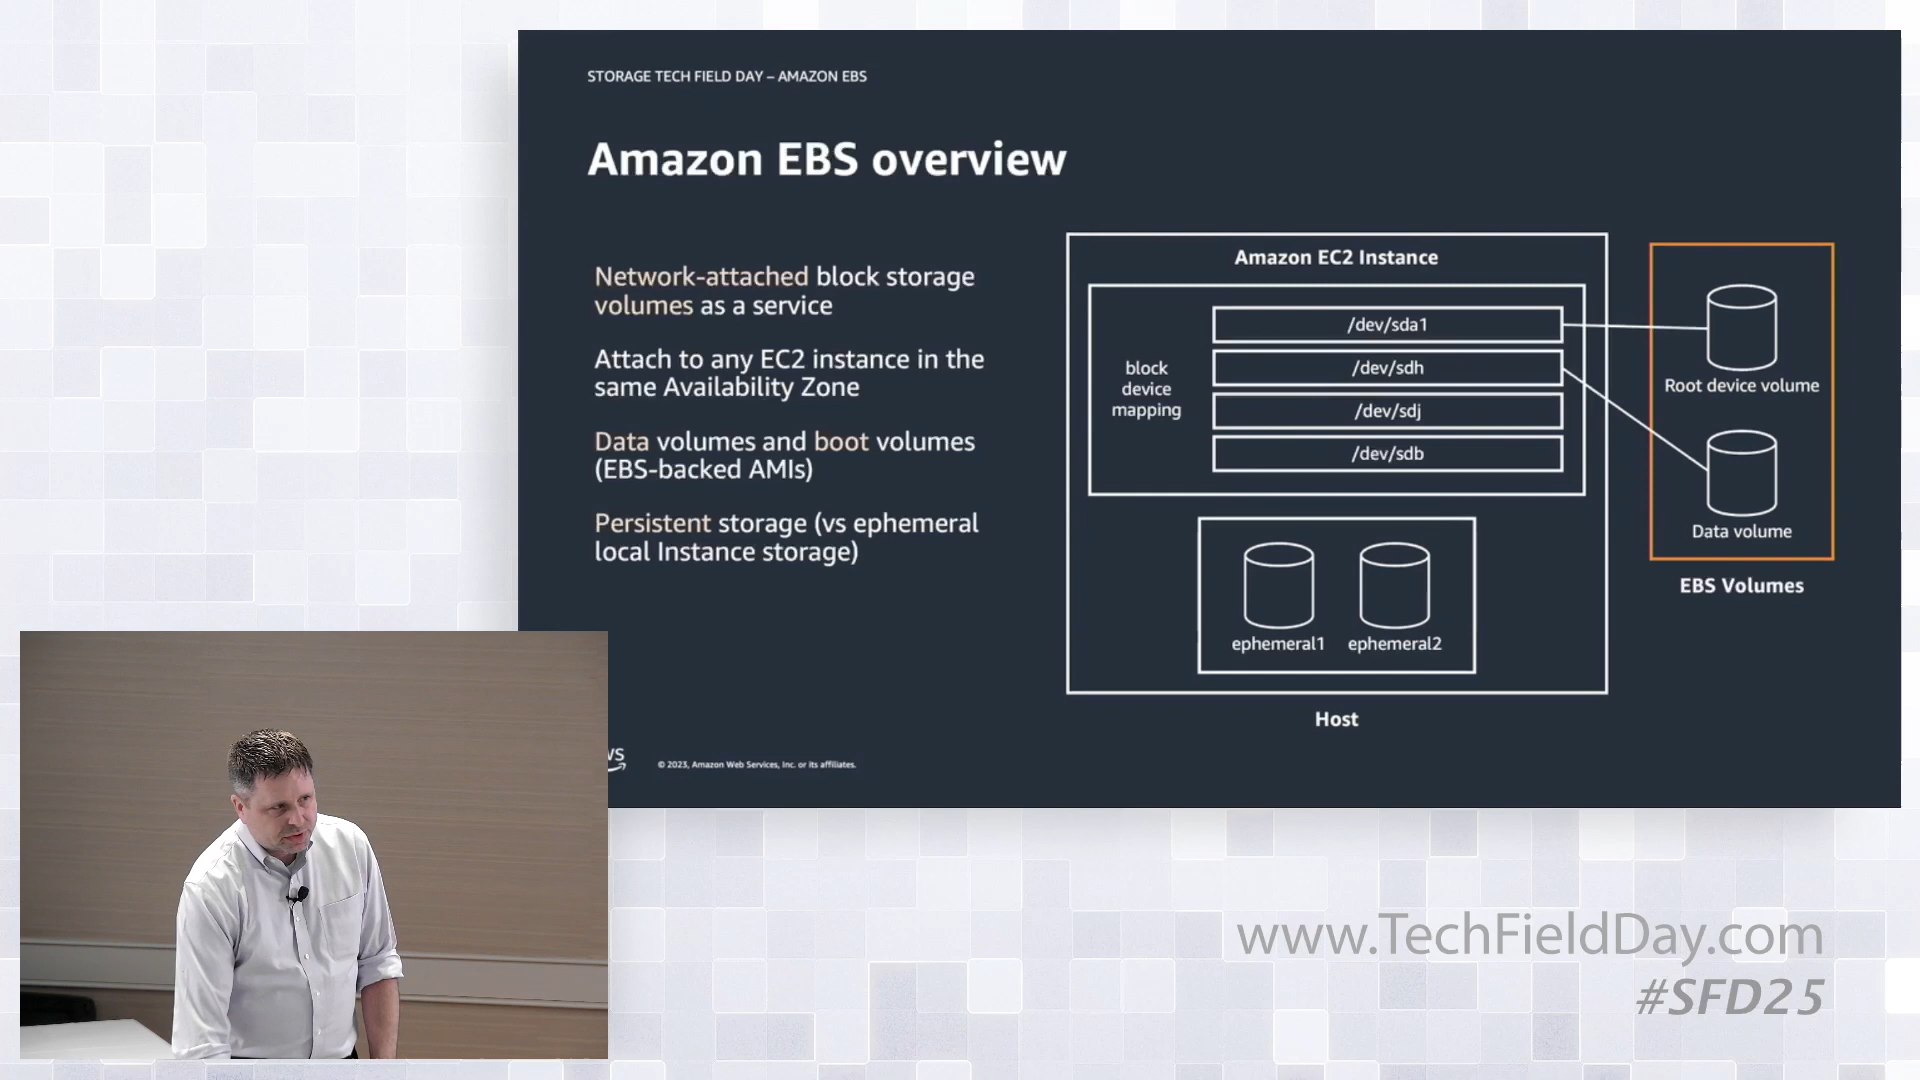 STORAGE TECH FIELD DAY – AMAZON EBS
Amazon EBS overview
Network-attached block storage
volumes as a service
Attach to any EC2 instance in the
same Availability Zone
Data volumes and boot volumes
(EBS-backed AMIs)
Persistent storage (vs ephemeral
local Instance storage)
Amazon EC2 Instance
block
device
mapping
/dev/sda1
/dev/sdh
/dev/sdj
/dev/sdb
ephemeral1
ephemeral2
Host
Root device volume
Data volume
EBS Volumes
© 2023, Amazon Web Services, Inc. or its affiliates.
www.TechFieldDay.com
#SFD25